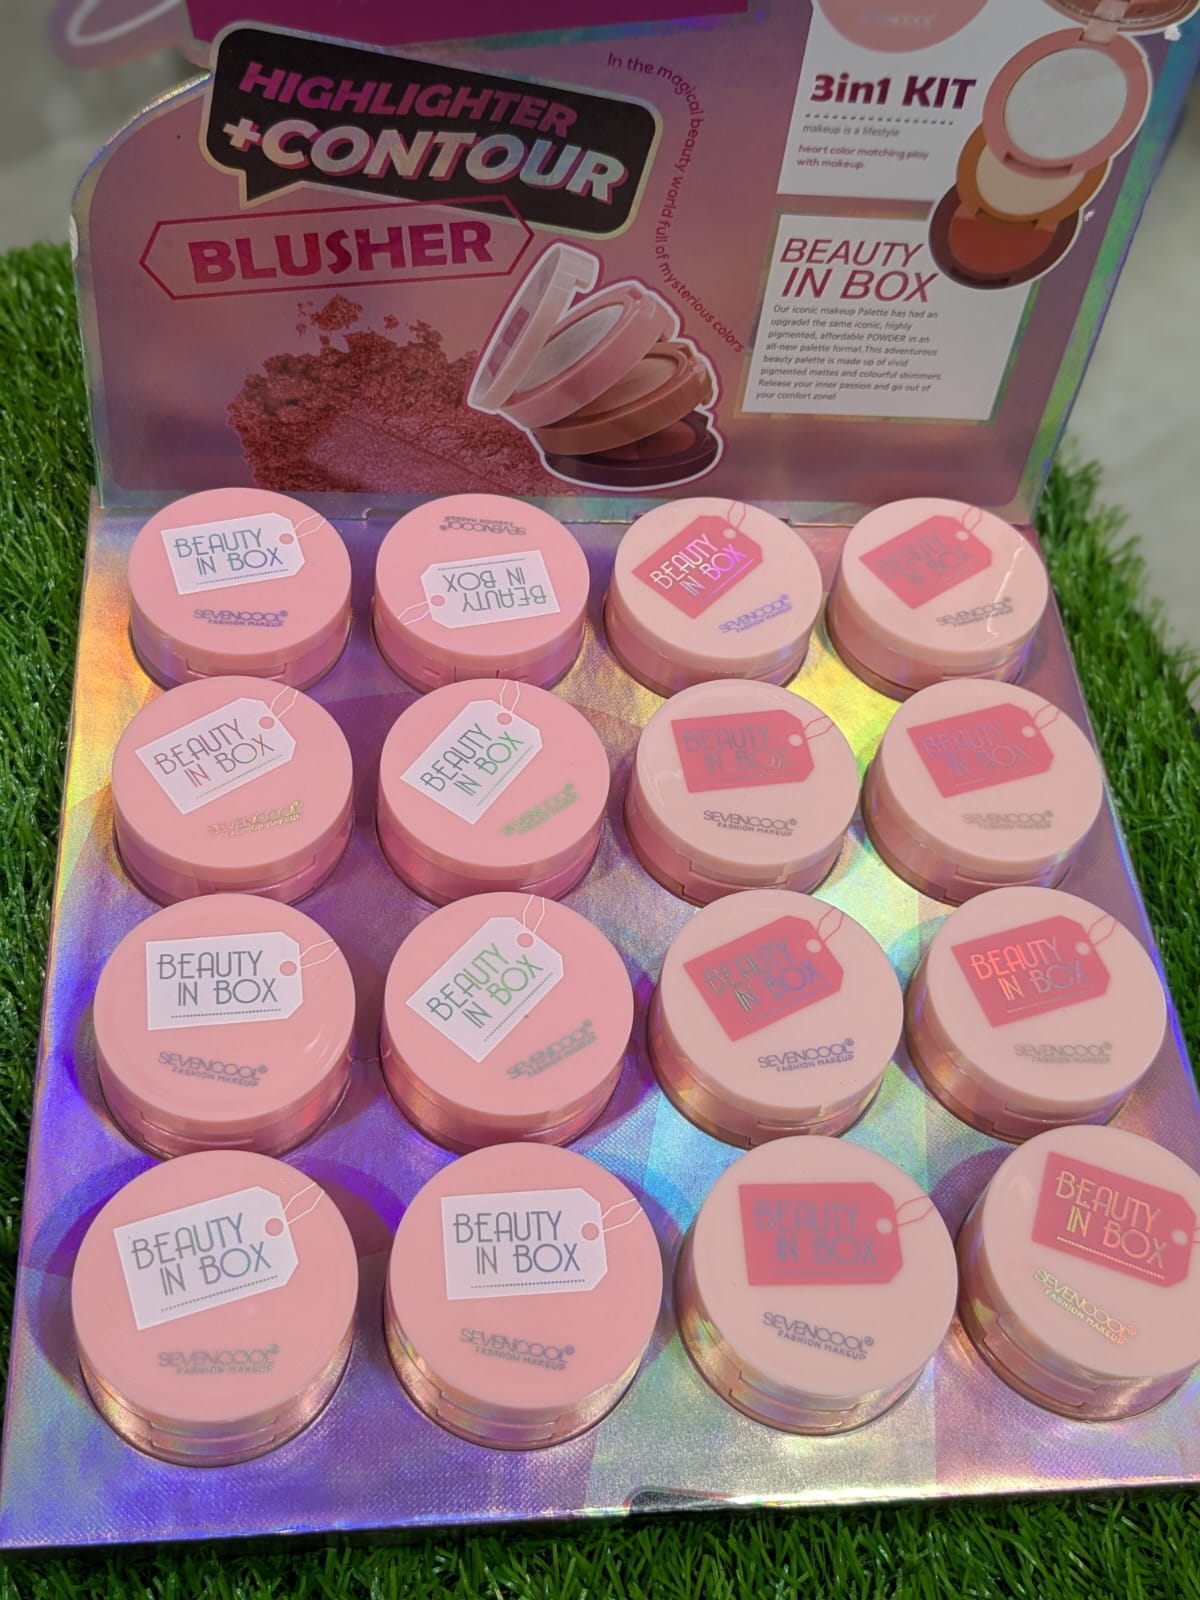 SEVENCOOL
HIGHLIGHTER
+CONTOUR
BLUSHER
In the magical beauty world full of mysterious colors
3in1 KIT
makeup is a lifestyle
heart color matching play
with makeup.
BEAUTY
IN BOX
Our iconic makeup Palette has had an
upgrade! the same iconic, highly
pigmented, affordable POWDER in an
all-new palette format.This adventurous
beauty palette is made up of vivid
pigmented mattes and colourful shimmers.
Release your inner passion and go out of
your comfort zone!
BEAUTY
IN BOX
SEVENCOOL®
FASHION MAKEUP
SEVENCOOL®
FASHION MAKEUP
BEAUTY
IN BOX
BEAUTY
IN BOX
SEVENCOOL®
FASHION MAKEUP
BEAUTY
IN BOX
SEVENCOOL®
FASHION MAKEUP
BEAUTY
IN BOX
SEVENCOOL®
FASHION MAKEUP
BEAUTY
IN BOX
SEVENCOOL®
FASHION MAKEUP
BEAUTY
IN BOX
SEVENCOOL®
FASHION MAKEUP
BEAUTY
IN BOX
SEVENCOOL®
FASHION MAKEUP
BEAUTY
IN BOX
SEVENCOOL®
FASHION MAKEUP
BEAUTY
IN BOX
SEVENCOOL®
FASHION MAKEUP
BEAUTY
IN BOX
SEVENCOOL®
FASHION MAKEUP
BEAUTY
IN BOX
SEVENCOOL®
FASHION MAKEUP
BEAUTY
IN BOX
SEVENCOOL®
FASHION MAKEUP
BEAUTY
IN BOX
SEVENCOOL®
FASHION MAKEUP
BEAUTY
IN BOX
SEVENCOOL®
FASHION MAKEUP
BEAUTY
IN BOX
SEVENCOOL®
FASHION MAKEUP